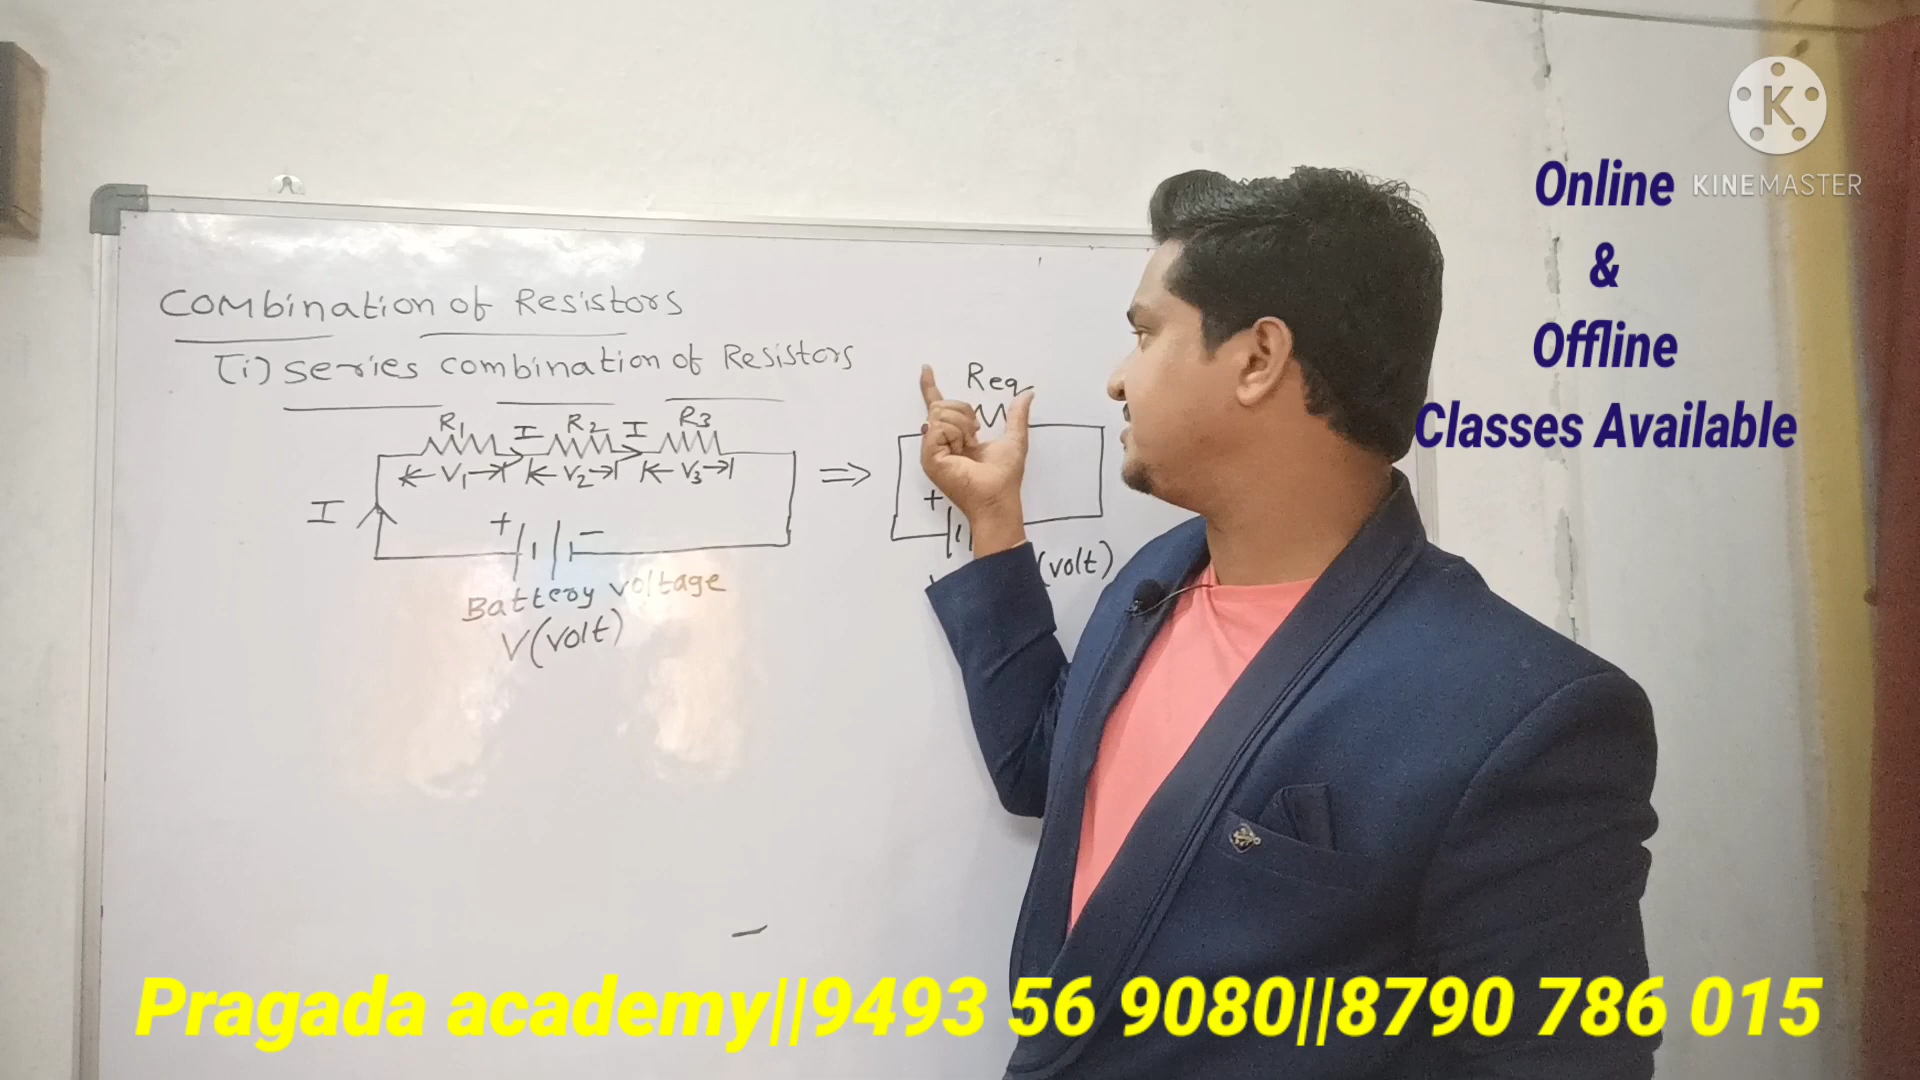 K
KINEMASTER
Online
&
Offline
Classes Available
Combination of Resistors
(i) series combination of Resistors
R1 I R2 I R3
V1 V2 V3
I
+ -
Battery voltage
V(volt)
Req
+
(volt)
Pragada academy||9493 56 9080||8790 786 015